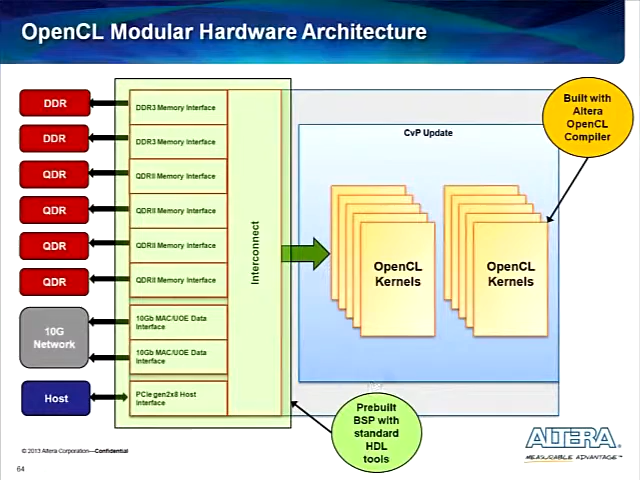 OpenCL Modular Hardware Architecture
DDR
DDR
QDR
QDR
QDR
QDR
10G
Network
Host
DDR3 Memory Interface
DDR3 Memory Interface
QDRII Memory Interface
QDRII Memory Interface
QDRII Memory Interface
QDRII Memory Interface
10Gb MAC/UOE Data
Interface
10Gb MAC/UOE Data
Interface
PCIe gen2x8 Host
Interface
Interconnect
CvP Update
OpenCL
Kernels
OpenCL
Kernels
Built with
Altera
OpenCL
Compiler
Prebuilt
BSP with
standard
HDL
tools
© 2013 Altera Corporation—Confidential
64
ALTERA®
MEASURABLE ADVANTAGE™